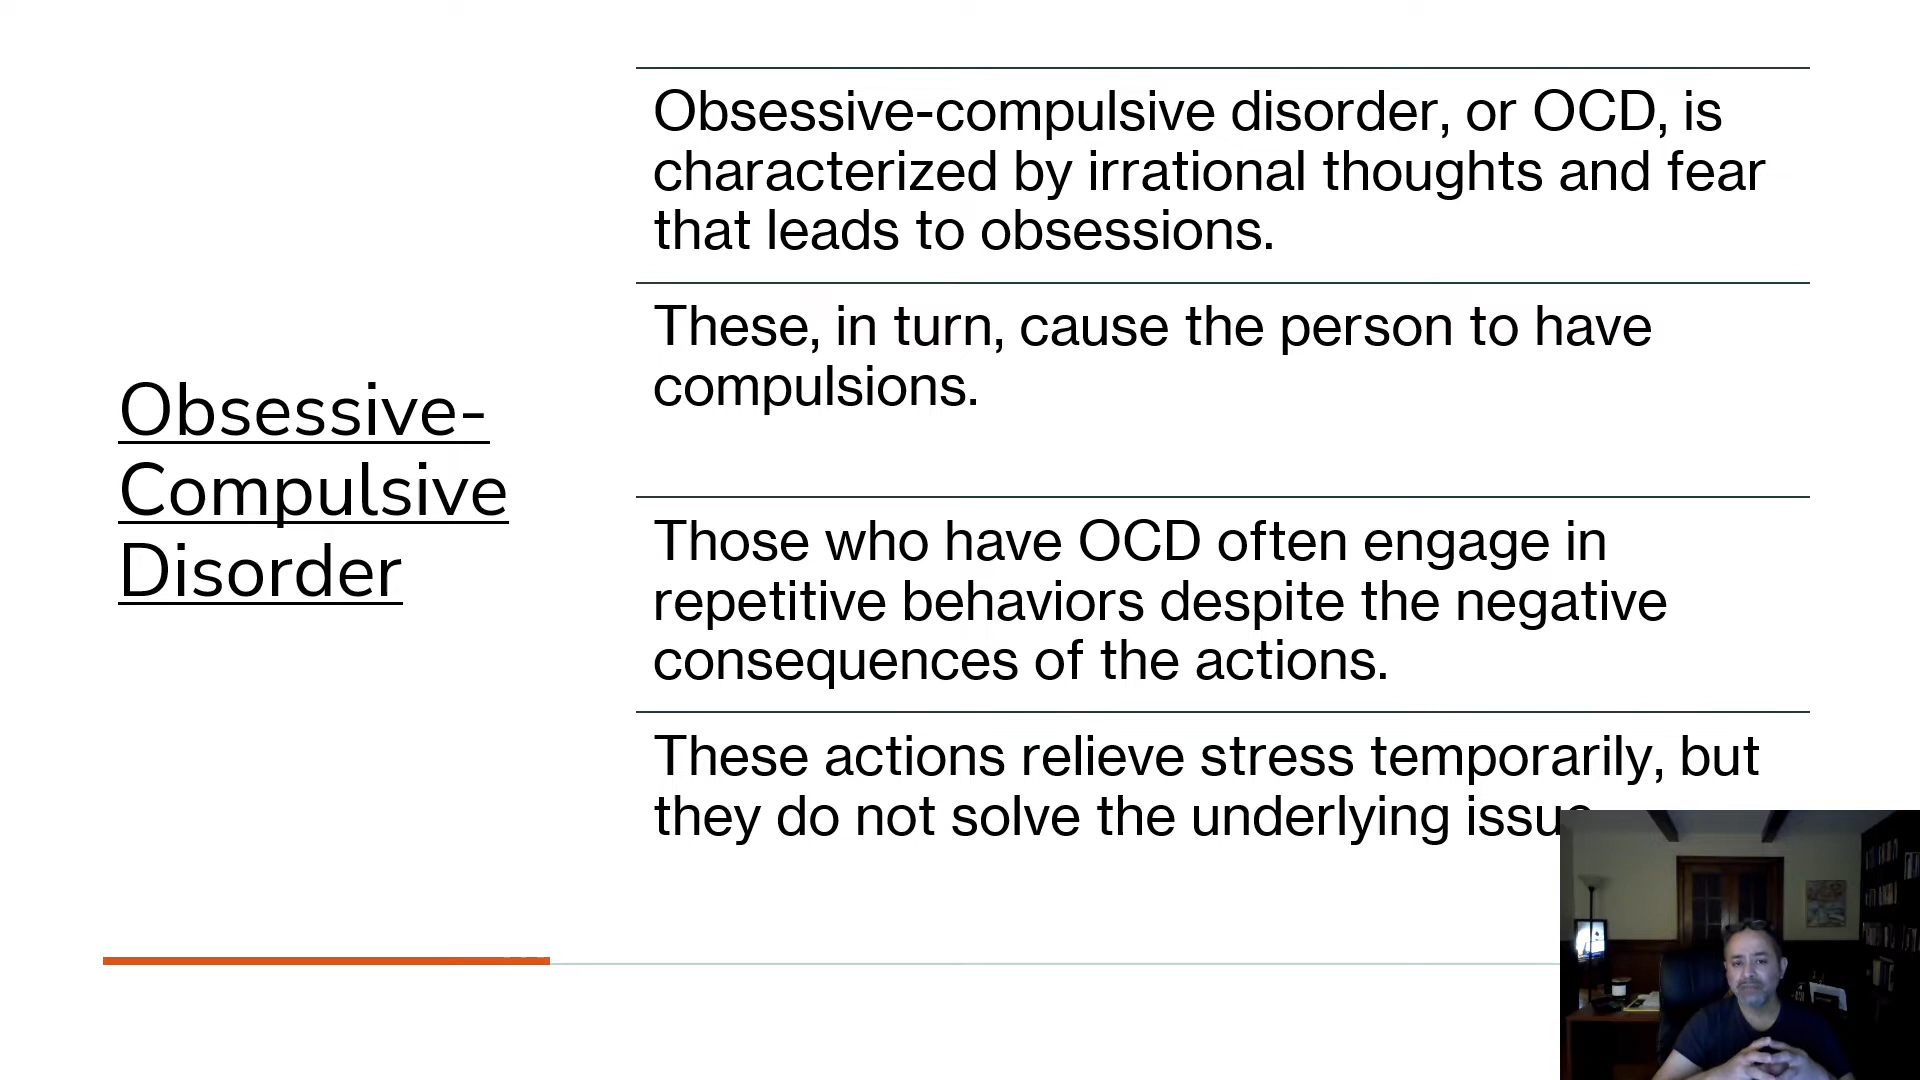 Obsessive-
Compulsive
Disorder
Obsessive-compulsive disorder, or OCD, is
characterized by irrational thoughts and fear
that leads to obsessions.
These, in turn, cause the person to have
compulsions.
Those who have OCD often engage in
repetitive behaviors despite the negative
consequences of the actions.
These actions relieve stress temporarily, but
they do not solve the underlying issue